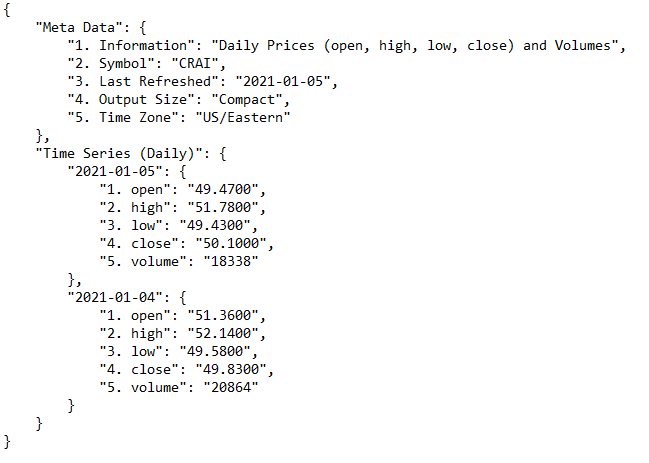 {
    "Meta Data": {
        "1. Information": "Daily Prices (open, high, low, close) and Volumes",
        "2. Symbol": "CRAI",
        "3. Last Refreshed": "2021-01-05",
        "4. Output Size": "Compact",
        "5. Time Zone": "US/Eastern"
    },
    "Time Series (Daily)": {
        "2021-01-05": {
            "1. open": "49.4700",
            "2. high": "51.7800",
            "3. low": "49.4300",
            "4. close": "50.1000",
            "5. volume": "18338"
        },
        "2021-01-04": {
            "1. open": "51.3600",
            "2. high": "52.1400",
            "3. low": "49.5800",
            "4. close": "49.8300",
            "5. volume": "20864"
        }
    }
}